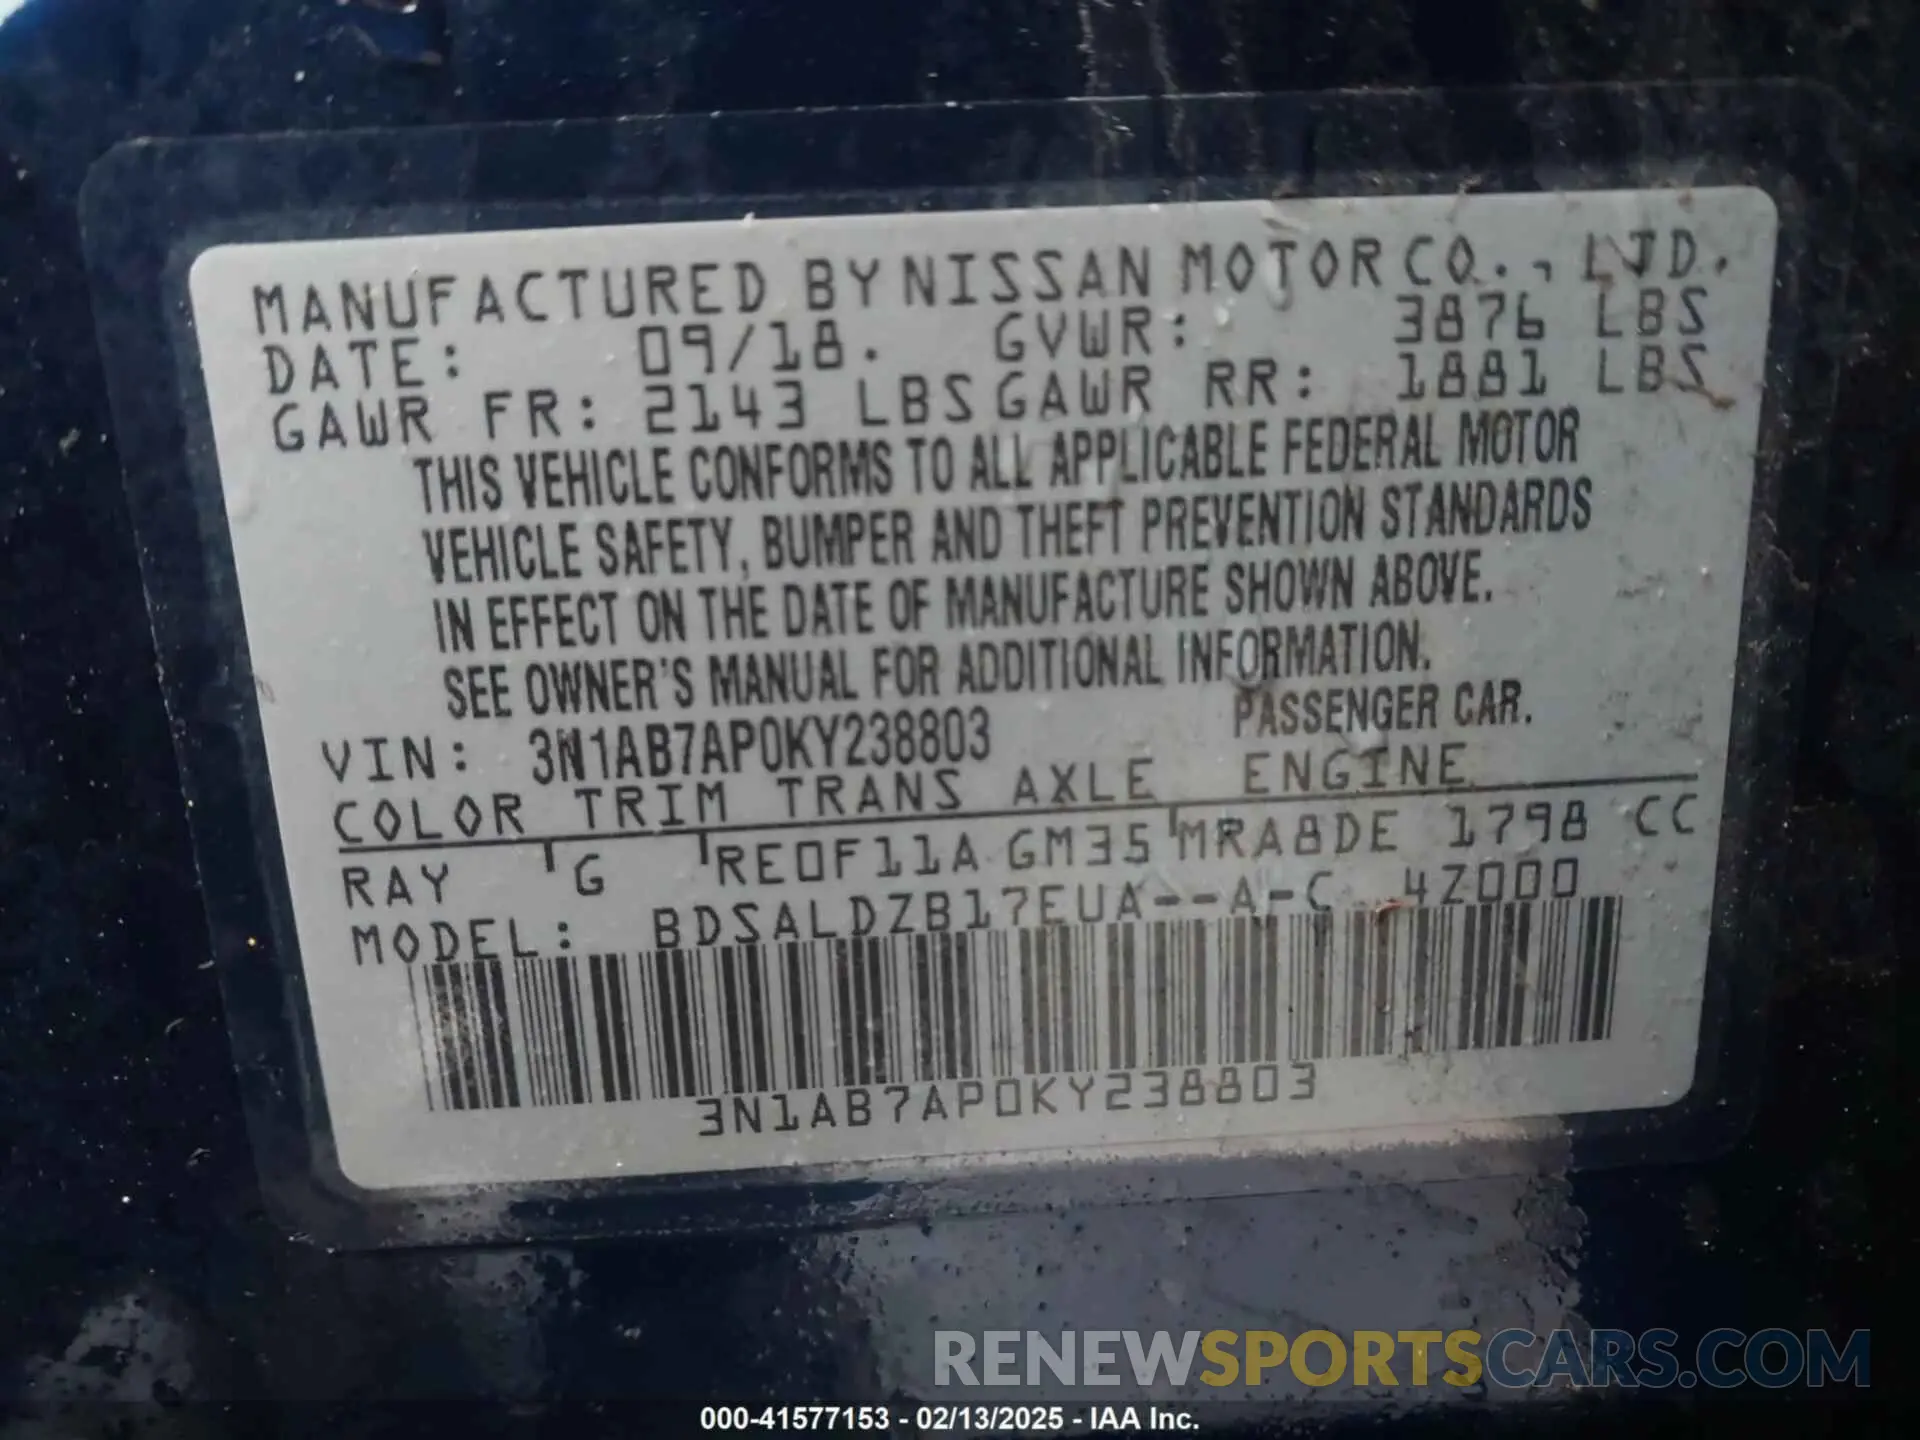 MANUFACTURED BY NISSAN MOTOR CO., LTD.
DATE: 09/18. GVWR: 3876 LBS
GAWR FR: 2143 LBS GAWR RR: 1881 LBS
THIS VEHICLE CONFORMS TO ALL APPLICABLE FEDERAL MOTOR
VEHICLE SAFETY, BUMPER AND THEFT PREVENTION STANDARDS
IN EFFECT ON THE DATE OF MANUFACTURE SHOWN ABOVE.
SEE OWNER'S MANUAL FOR ADDITIONAL INFORMATION.
VIN: 3N1AB7AP0KY238803 PASSENGER CAR.
COLOR TRIM TRANS AXLE ENGINE
RAY G RE0F11A GM35 MRA8DE 1798 CC
MODEL: BDSALDZB17EUA--A-C 4Z000
3N1AB7AP0KY238803
RENEWSPORTSCARS.COM
000-41577153 - 02/13/2025 - IAA Inc.